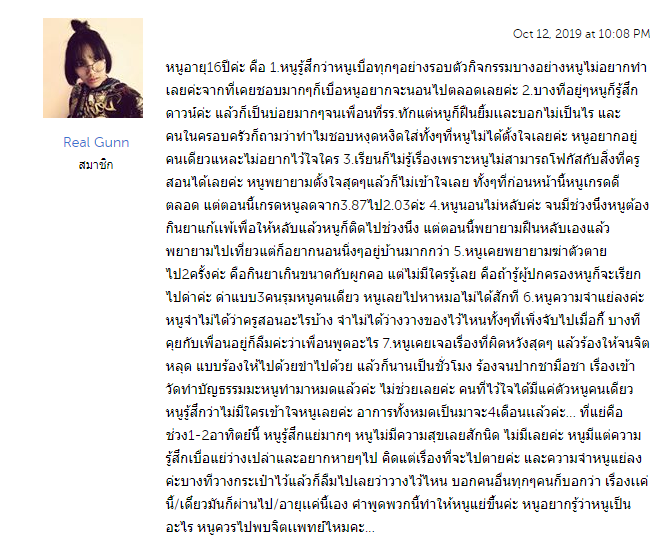 Oct 12, 2019 at 10:08 PM
Real Gunn
สมาชิก
หนูอายุ16ปีค่ะ คือ 1.หนูรู้สึกว่าหนูเบื่อทุกๆอย่างรอบตัวกิจกรรมบางอย่างหนูไม่อยากทำ
เลยค่ะจากที่เคยชอบมากๆก็เบื่อหนูอยากจะนอนไปตลอดเลยค่ะ 2.บางทีอยู่ๆหนูก็รู้สึก
ดาวน์ค่ะ แล้วก็เป็นบ่อยมากๆจนเพื่อนที่รร.ทักแต่หนูก็ฝืนยิ้มและบอกไม่เป็นไร และ
คนในครอบครัวก็ถามว่าทำไมชอบหงุดหงิดใส่ทั้งๆที่หนูไม่ได้ตั้งใจเลยค่ะ หนูอยากอยู่
คนเดียวแหละไม่อยากไว้ใจใคร 3.เรียนก็ไม่รู้เรื่องเพราะหนูไม่สามารถโฟกัสกับสิ่งที่ครู
สอนได้เลยค่ะ หนูพยายามตั้งใจสุดๆแล้วก็ไม่เข้าใจเลย ทั้งๆที่ก่อนหน้านี้หนูเกรดดี
ตลอด แต่ตอนนี้เกรดหนูลดจาก3.87ไป2.03ค่ะ 4.หนูนอนไม่หลับค่ะ จนมีช่วงนึงหนูต้อง
กินยาแก้แพ้เพื่อให้หลับแล้วหนูก็ติดไปช่วงนึง แต่ตอนนี้พยายามฝืนหลับเองแล้ว
พยายามไปเที่ยวแต่ก็อยากนอนนิ่งๆอยู่บ้านมากกว่า 5.หนูเคยพยายามฆ่าตัวตาย
ไป2ครั้งค่ะ คือกินยาเกินขนาดกับผูกคอ แต่ไม่มีใครรู้เลย คือถ้ารู้ผู้ปกครองหนูก็จะเรียก
ไปด่าค่ะ ด่าแบบ3คนรุมหนูคนเดียว หนูเลยไปหาหมอไม่ได้สักที 6.หนูความจำแย่ลงค่ะ
หนูจำไม่ได้ว่าครูสอนอะไรบ้าง จำไม่ได้ว่าวางของไว้ไหนทั้งๆที่เพิ่งจับไปเมื่อกี้ บางที
คุยกับเพื่อนอยู่ก็ลืมค่ะว่าเพื่อนพูดอะไร 7.หนูเคยเจอเรื่องที่ผิดหวังสุดๆ แล้วร้องไห้จนจิต
หลุด แบบร้องไห้ไปด้วยขำไปด้วย แล้วก็นานเป็นชั่วโมง ร้องจนปากชามือชา เรื่องเข้า
วัดทำบัญธรรมมะหนูทำมาหมดแล้วค่ะ ไม่ช่วยเลยค่ะ คนที่ไว้ใจได้มีแค่ตัวหนูคนเดียว
หนูรู้สึกว่าไม่มีใครเข้าใจหนูเลยค่ะ อาการทั้งหมดเป็นมาจะ4เดือนแล้วค่ะ... ที่แย่คือ
ช่วง1-2อาทิตย์นี้ หนูรู้สึกแย่มากๆ หนูไม่มีความสุขเลยสักนิด ไม่มีเลยค่ะ หนูมีแต่ความ
รู้สึกเบื่อแย่ว่างเปล่าและอยากหายๆไป คิดแต่เรื่องที่จะไปตายค่ะ และความจำหนูแย่ลง
ค่ะบางทีวางกระเป๋าไว้แล้วก็ลืมไปเลยว่าวางไว้ไหน บอกคนอื่นทุกๆคนก็บอกว่า เรื่องแค่
นี้/เดี๋ยวมันก็ผ่านไป/อายุแค่นี้เอง คำพูดพวกนี้ทำให้หนูแย่ขึ้นค่ะ หนูอยากรู้ว่าหนูเป็น
อะไร หนูควรไปพบจิตแพทย์ไหมคะ...